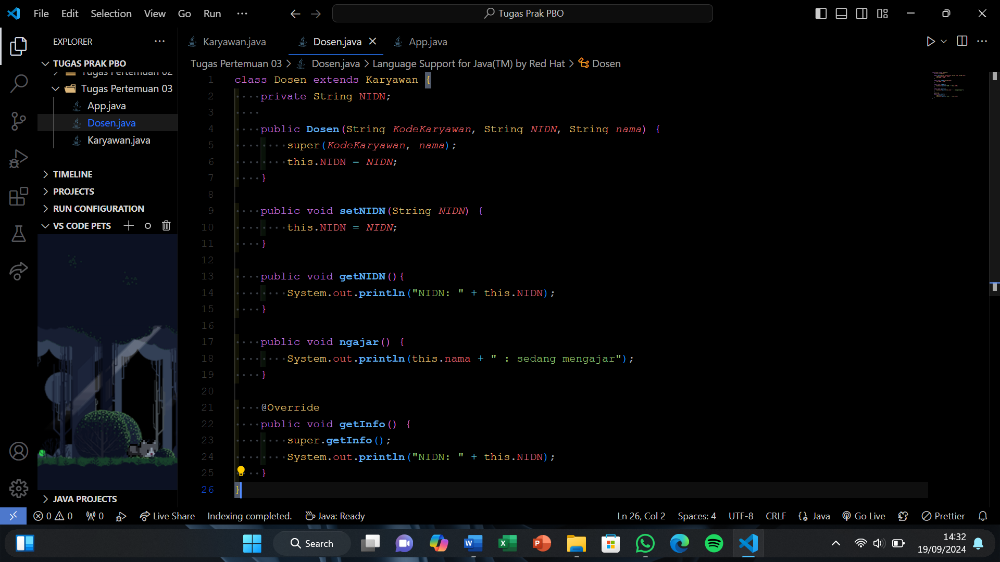 File Edit Selection View Go Run ···
Tugas Prak PBO
EXPLORER ···
TUGAS PRAK PBO
Tugas Pertemuan 02
Tugas Pertemuan 03
App.java
Dosen.java
Karyawan.java
TIMELINE
PROJECTS
RUN CONFIGURATION
VS CODE PETS
JAVA PROJECTS
Karyawan.java Dosen.java App.java
Tugas Pertemuan 03 > Dosen.java > Language Support for Java(TM) by Red Hat > Dosen
1 class Dosen extends Karyawan {
2 private String NIDN;
3
4 public Dosen(String KodeKaryawan, String NIDN, String nama) {
5 super(KodeKaryawan, nama);
6 this.NIDN = NIDN;
7 }
8
9 public void setNIDN(String NIDN) {
10 this.NIDN = NIDN;
11 }
12
13 public void getNIDN(){
14 System.out.println("NIDN: " + this.NIDN);
15 }
16
17 public void ngajar() {
18 System.out.println(this.nama + " : sedang mengajar");
19 }
20
21 @Override
22 public void getInfo() {
23 super.getInfo();
24 System.out.println("NIDN: " + this.NIDN);
25 }
26 }
0 0 0 Live Share Indexing completed. Java: Ready Ln 26, Col 2 Spaces: 4 UTF-8 CRLF Java Go Live Prettier
Search
14:32
19/09/2024